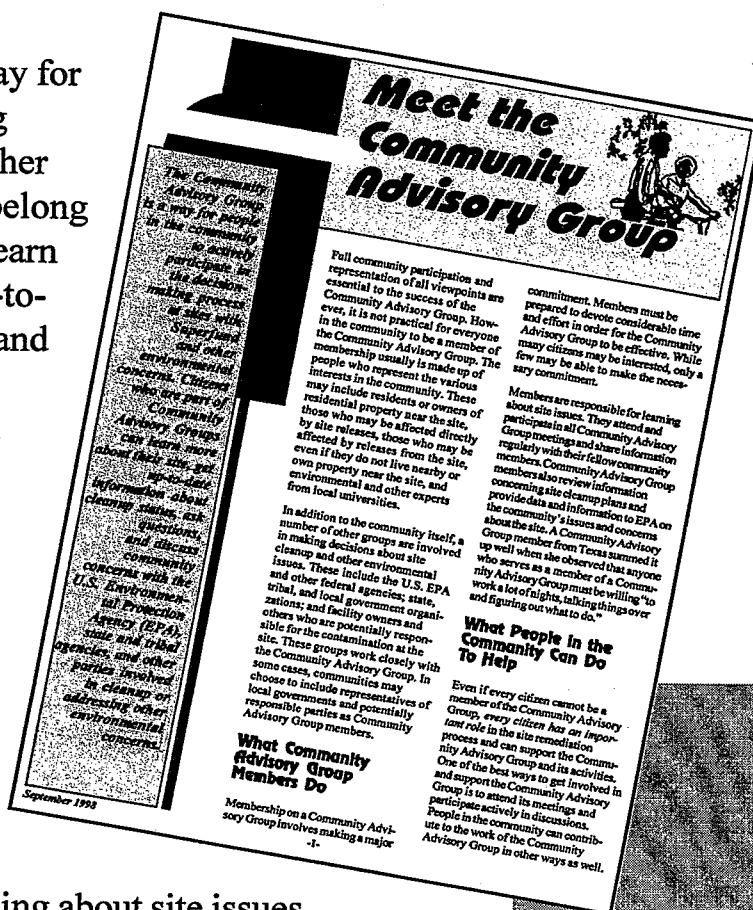 ay for
g
her
belong
earn
-to-
and
Meet the
Community
Advisory Group
The Community
Advisory Group
is a way for people
in the community
to actively
participate in
the decision-
making process
at sites with
Superfund
and other
environmental
concerns. Citizens
who are part of
Community
Advisory Groups
can learn more
about their site, get
up-to-date
information about
cleanup status, ask
questions,
and discuss
community
concerns with the
U.S. Environmen-
tal Protection
Agency (EPA),
state and tribal
agencies, and other
parties involved
in cleanup or
addressing other
environmental
concerns.
September 1998
Full community participation and
representation of all viewpoints are
essential to the success of the
Community Advisory Group. How-
ever, it is not practical for everyone
in the community to be a member of
the Community Advisory Group. The
membership usually is made up of
people who represent the various
interests in the community. These
may include residents or owners of
residential property near the site,
those who may be affected directly
by site releases, those who may be
affected by releases from the site,
even if they do not live nearby or
own property near the site, and
environmental and other experts
from local universities.
In addition to the community itself, a
number of other groups are involved
in making decisions about site
cleanup and other environmental
issues. These include the U.S. EPA
and other federal agencies; state,
tribal, and local government organi-
zations; and facility owners and
others who are potentially respon-
sible for the contamination at the
site. These groups work closely with
the Community Advisory Group. In
some cases, communities may
choose to include representatives of
local governments and potentially
responsible parties as Community
Advisory Group members.
What Community
Advisory Group
Members Do
Membership on a Community Advi-
sory Group involves making a major
-1-
commitment. Members must be
prepared to devote considerable time
and effort in order for the Community
Advisory Group to be effective. While
many citizens may be interested, only a
few may be able to make the neces-
sary commitment.
Members are responsible for learning
about site issues. They attend and
participate in all Community Advisory
Group meetings and share information
regularly with their fellow community
members. Community Advisory Group
members also review information
concerning site cleanup plans and
provide data and information to EPA on
the community's issues and concerns
about the site. A Community Advisory
Group member from Texas summed it
up well when she observed that anyone
who serves as a member of a Commu-
nity Advisory Group must be willing "to
work a lot of nights, talking things over
and figuring out what to do."
What People in the
Community Can Do
To Help
Even if every citizen cannot be a
member of the Community Advisory
Group, every citizen has an impor-
tant role in the site remediation
process and can support the Commu-
nity Advisory Group and its activities.
One of the best ways to get involved in
and support the Community Advisory
Group is to attend its meetings and
participate actively in discussions.
People in the community can contrib-
ute to the work of the Community
Advisory Group in other ways as well.
ing about site issues